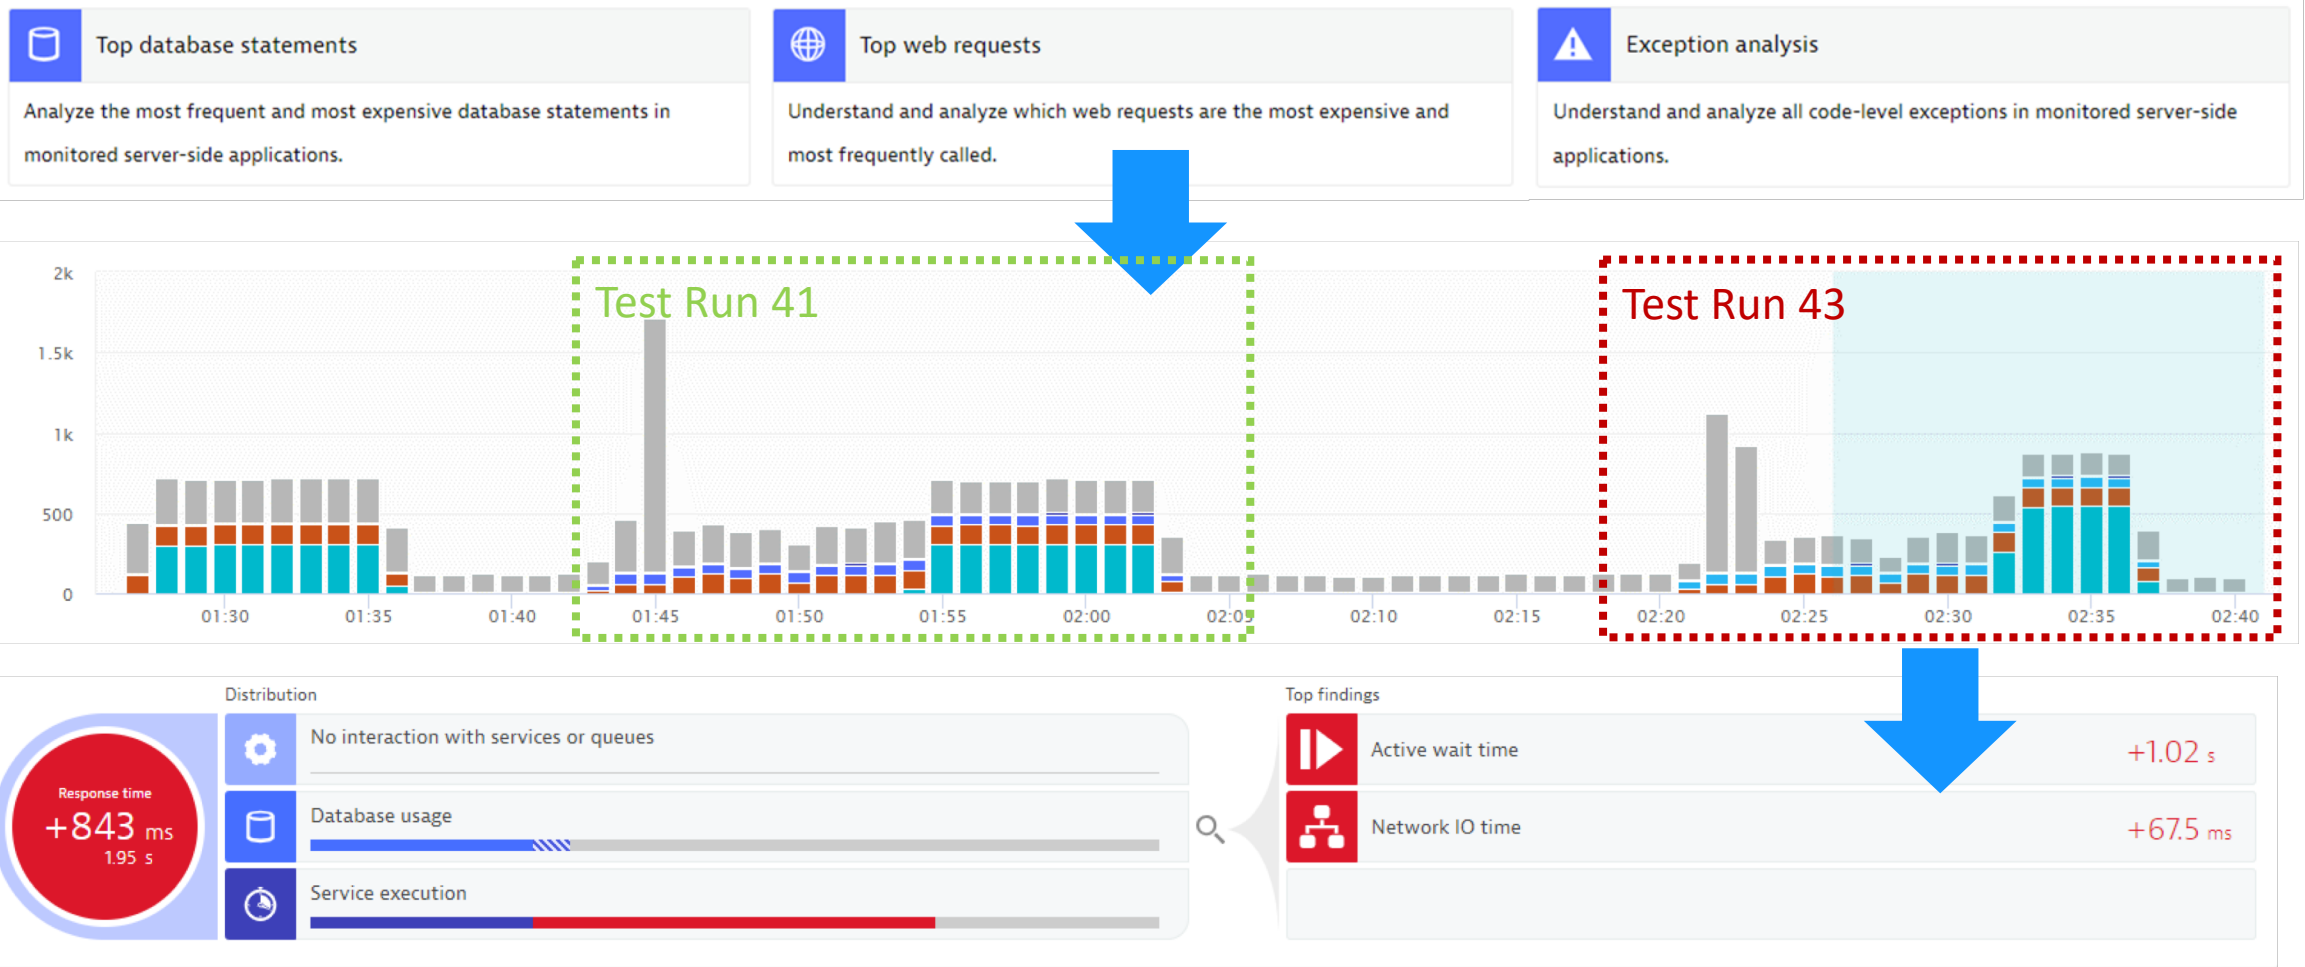 Top database statements
Analyze the most frequent and most expensive database statements in
monitored server-side applications.
Top web requests
Understand and analyze which web requests are the most expensive and
most frequently called.
Exception analysis
Understand and analyze all code-level exceptions in monitored server-side
applications.
2k
1.5k
1k
500
0
Test Run 41
Test Run 43
01:30 01:35 01:40 01:45 01:50 01:55 02:00 02:05 02:10 02:15 02:20 02:25 02:30 02:35 02:40
Response time
+843 ms
1.95 s
Distribution
No interaction with services or queues
Database usage
Service execution
Top findings
Active wait time +1.02 s
Network IO time +67.5 ms